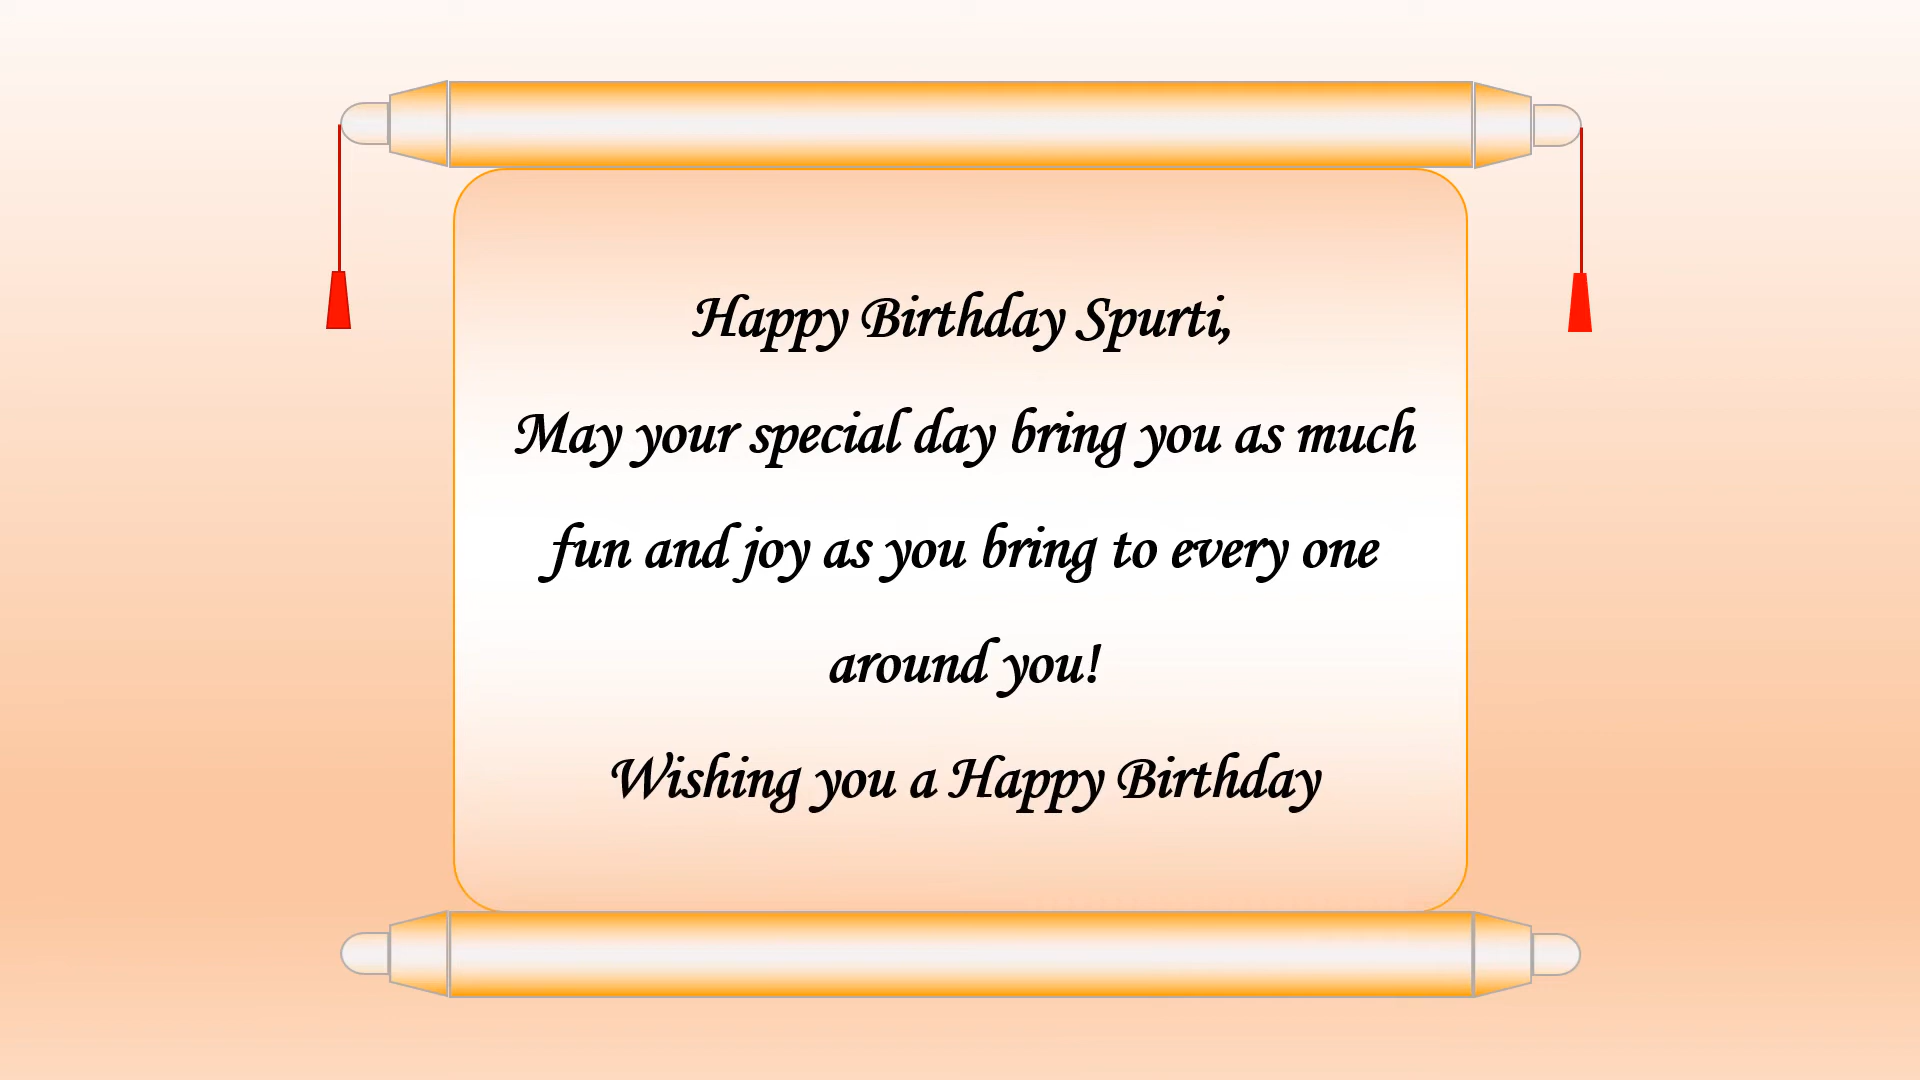 Happy Birthday Spurti,
May your special day bring you as much
fun and joy as you bring to every one
around you!
Wishing you a Happy Birthday